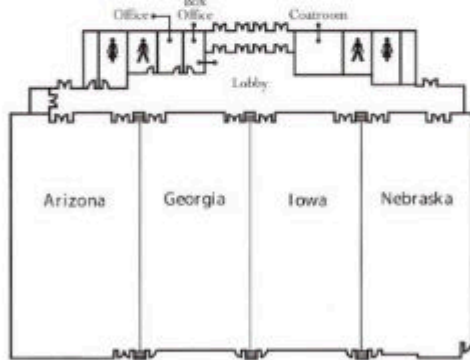 Box
Office
Office
Coatroom
Lobby
Arizona
Georgia
Iowa
Nebraska